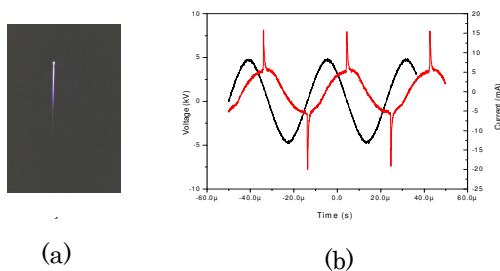 10
5
0
-5
-10
Voltage (kV)
20
15
10
5
0
-5
-10
-15
-20
-25
Current (mA)
-60.0µ
-40.0µ
-20.0µ
0.0
20.0µ
40.0µ
60.0µ
Time (s)
(a)
(b)